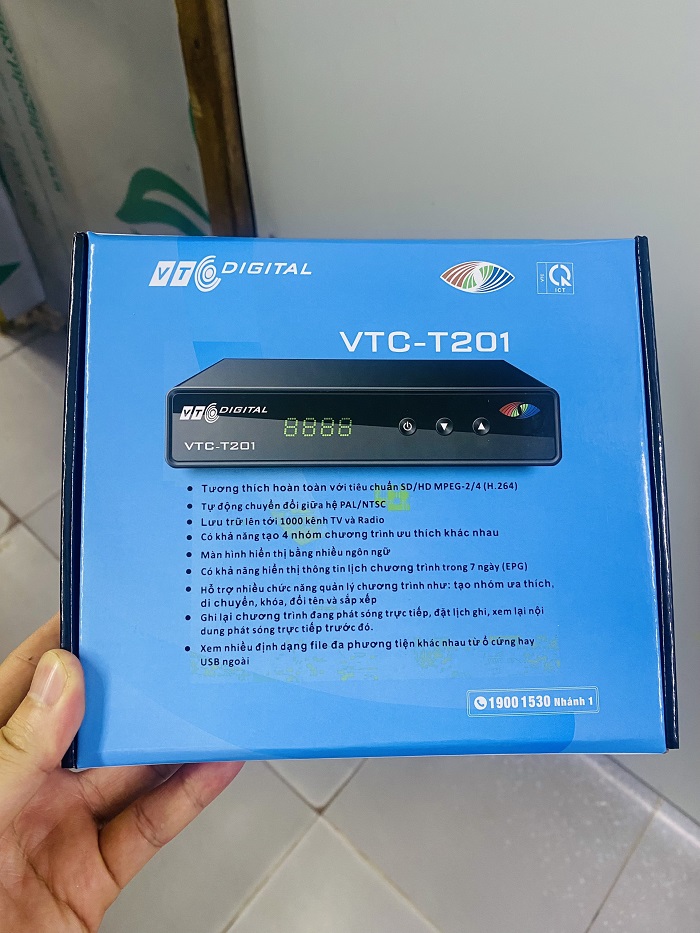 VTC DIGITAL
ICT
VTC-T201
VTC DIGITAL
VTC-T201
Tương thích hoàn toàn với tiêu chuẩn SD/HD MPEG-2/4 (H.264)
Tự động chuyển đổi giữa hệ PAL/NTSC
Lưu trữ lên tới 1000 kênh TV và Radio
Có khả năng tạo 4 nhóm chương trình ưu thích khác nhau
Màn hình hiển thị bằng nhiều ngôn ngữ
Có khả năng hiển thị thông tin lịch chương trình trong 7 ngày (EPG)
Hỗ trợ nhiều chức năng quản lý chương trình như: tạo nhóm ưa thích,
di chuyển, khóa, đổi tên và sắp xếp
Ghi lại chương trình đang phát sóng trực tiếp, đặt lịch ghi, xem lại nội
dung phát sóng trực tiếp trước đó.
Xem nhiều định dạng file đa phương tiện khác nhau từ ổ cứng hay
USB ngoài
1900 1530 Nhánh 1